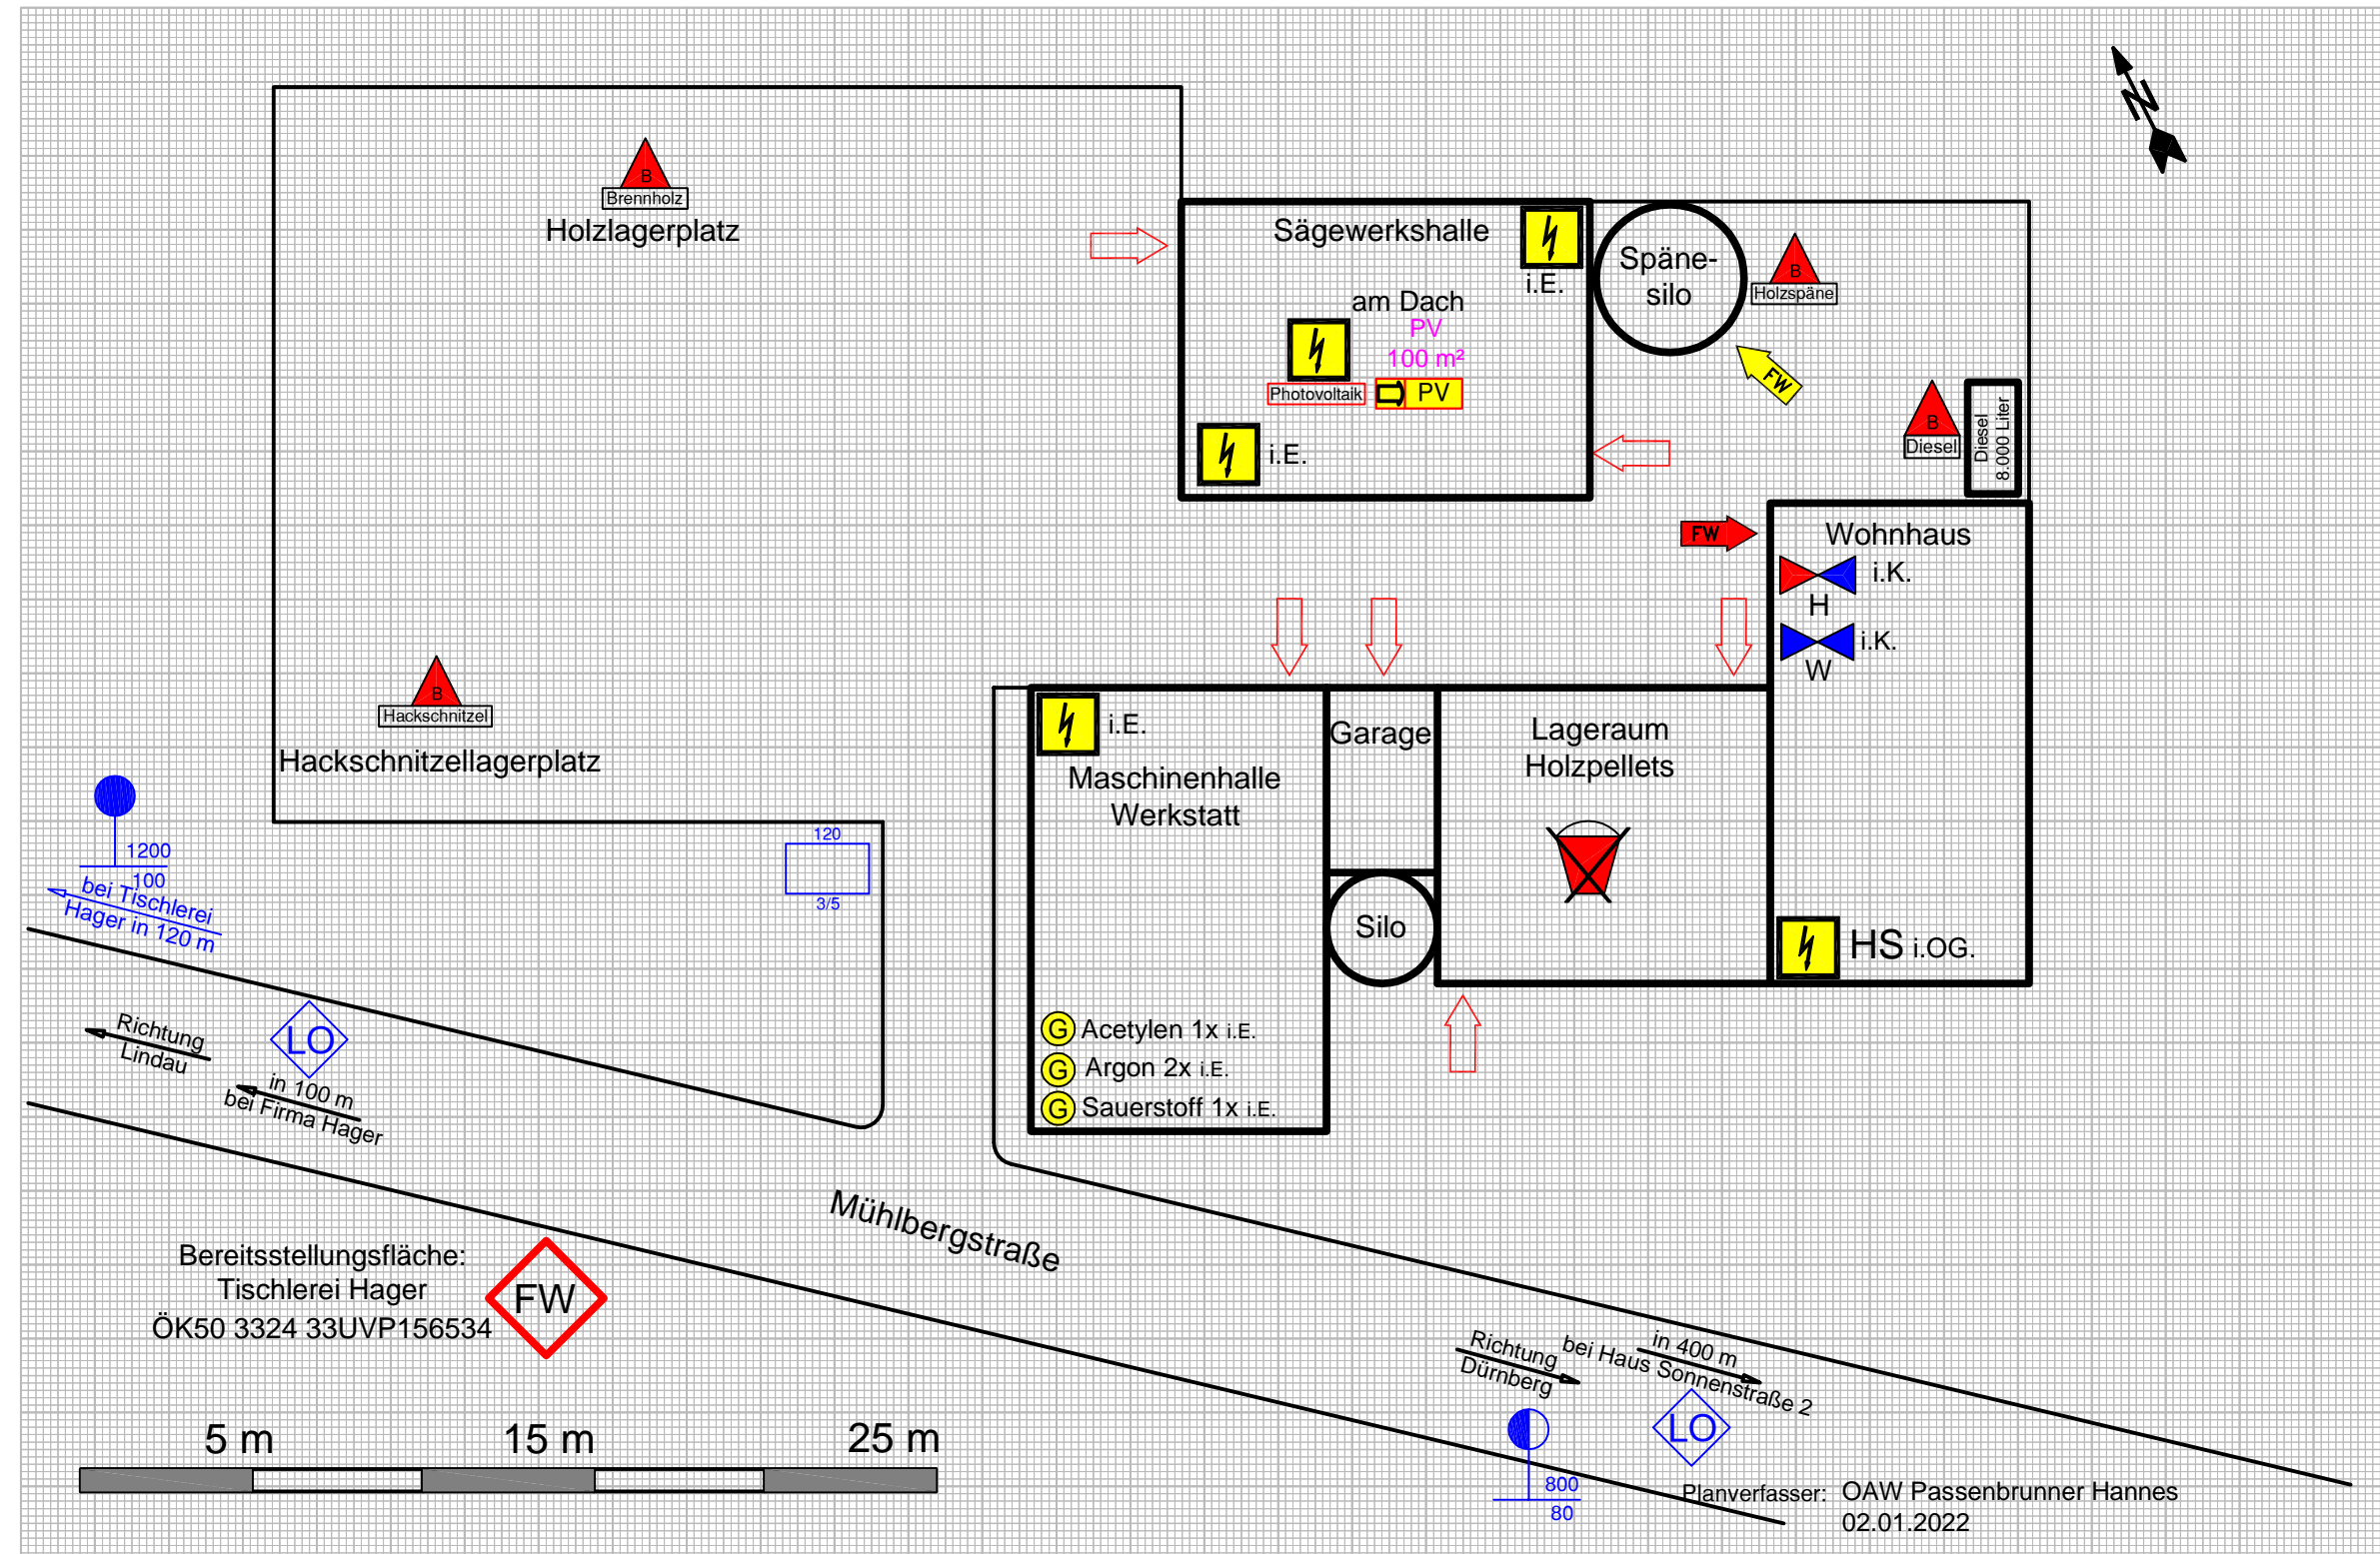 B
Brennholz
Holzlagerplatz
Sägewerkshalle
i.E.
Späne-
silo
B
Holzspäne
am Dach
PV
100 m²
Photovoltaik
PV
FW
i.E.
B
Diesel
Diesel
8.000 Liter
FW
Wohnhaus
i.K.
H
i.K.
W
B
Hackschnitzel
Hackschnitzellagerplatz
i.E.
Maschinenhalle
Werkstatt
Garage
Lageraum
Holzpellets
Silo
HS i.OG.
G Acetylen 1x i.E.
G Argon 2x i.E.
G Sauerstoff 1x i.E.
120
3/5
1200
100
bei Tischlerei
Hager in 120 m
Richtung
Lindau
LO
in 100 m
bei Firma Hager
Mühlbergstraße
Bereitsstellungsfläche:
Tischlerei Hager
ÖK50 3324 33UVP156534
FW
Richtung
Dürnberg
in 400 m
bei Haus Sonnenstraße 2
LO
800
80
5 m
15 m
25 m
Planverfasser: OAW Passenbrunner Hannes
02.01.2022
N